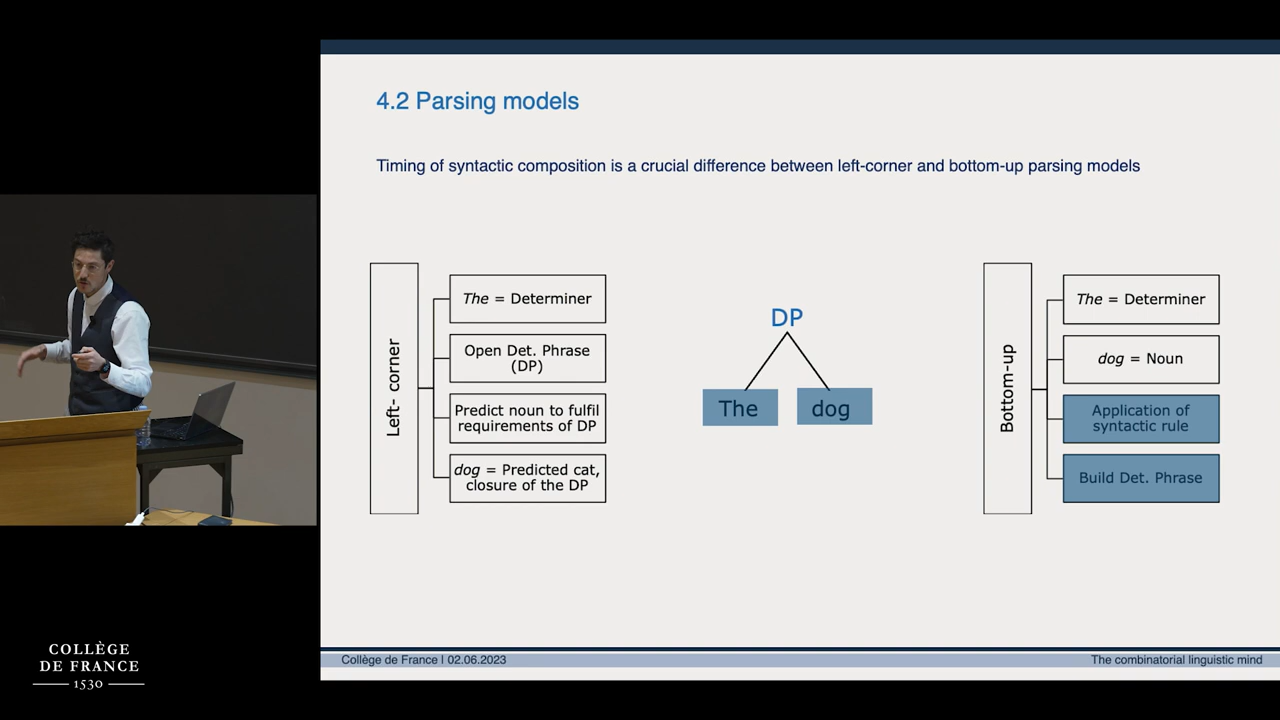 4.2 Parsing models
Timing of syntactic composition is a crucial difference between left-corner and bottom-up parsing models
Left- corner
The = Determiner
Open Det. Phrase
(DP)
Predict noun to fulfil
requirements of DP
dog = Predicted cat,
closure of the DP
DP
The dog
Bottom-up
The = Determiner
dog = Noun
Application of
syntactic rule
Build Det. Phrase
COLLÈGE
DE FRANCE
1530
Collège de France I 02.06.2023
The combinatorial linguistic mind